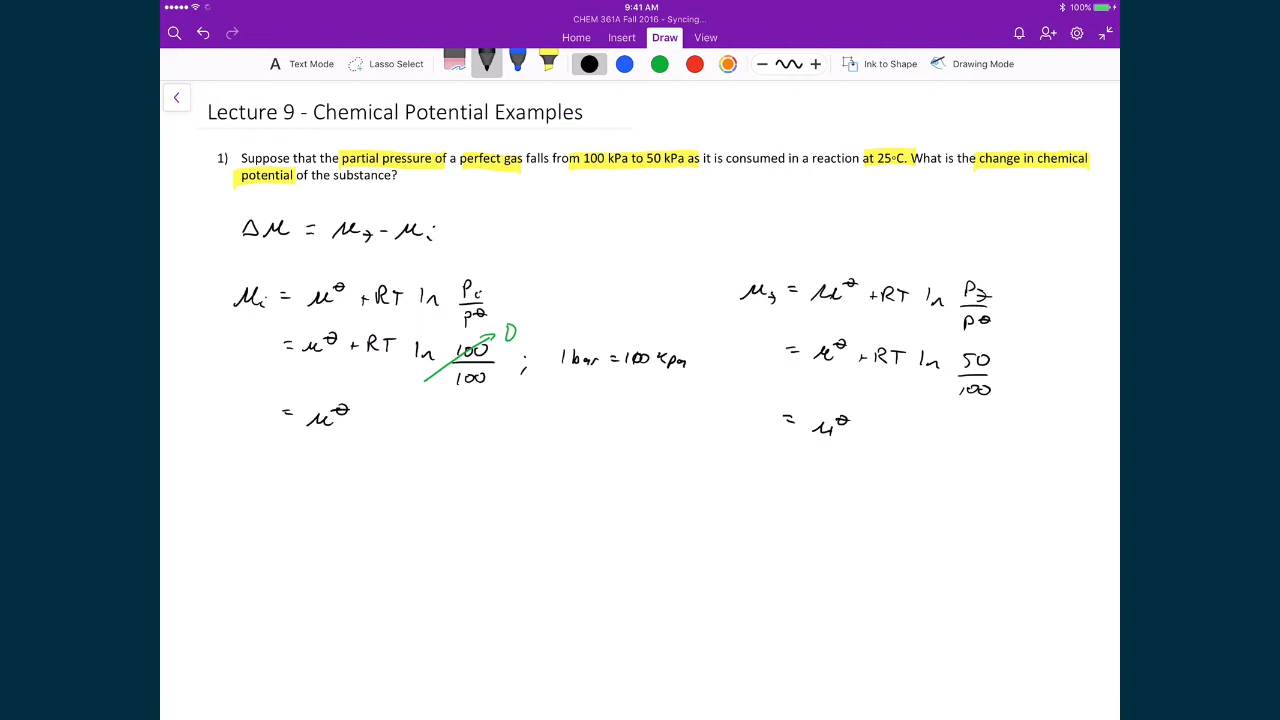 9:41 AM
100%
CHEM 361A Fall 2016 - Syncing...
Home Insert Draw View
A Text Mode Lasso Select Ink to Shape Drawing Mode
Lecture 9 - Chemical Potential Examples
1) Suppose that the partial pressure of a perfect gas falls from 100 kPa to 50 kPa as it is consumed in a reaction at 25◦C. What is the change in chemical
potential of the substance?
Δμ = μf - μi
μi = μ^θ + RT ln Pi/P^θ
= μ^θ + RT ln 100/100 0 ; 1 bar = 100 kPa
= μ^θ
μf = μ^θ + RT ln Pf/P^θ
= μ^θ + RT ln 50/100
= μ^θ